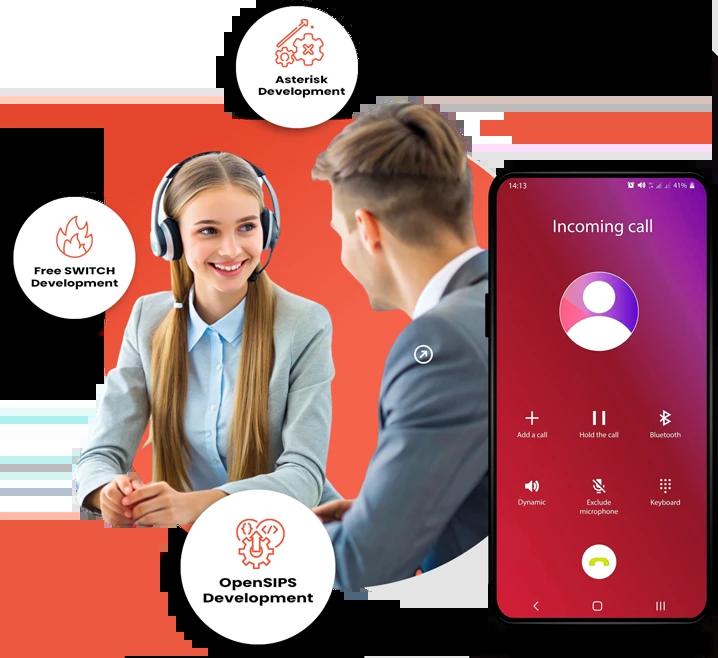 Asterisk
Development
Free SWITCH
Development
OpenSIPS
Development
14:13
41%
Incoming call
Add a call
Hold the call
Bluetooth
Dynamic
Exclude
microphone
Keyboard